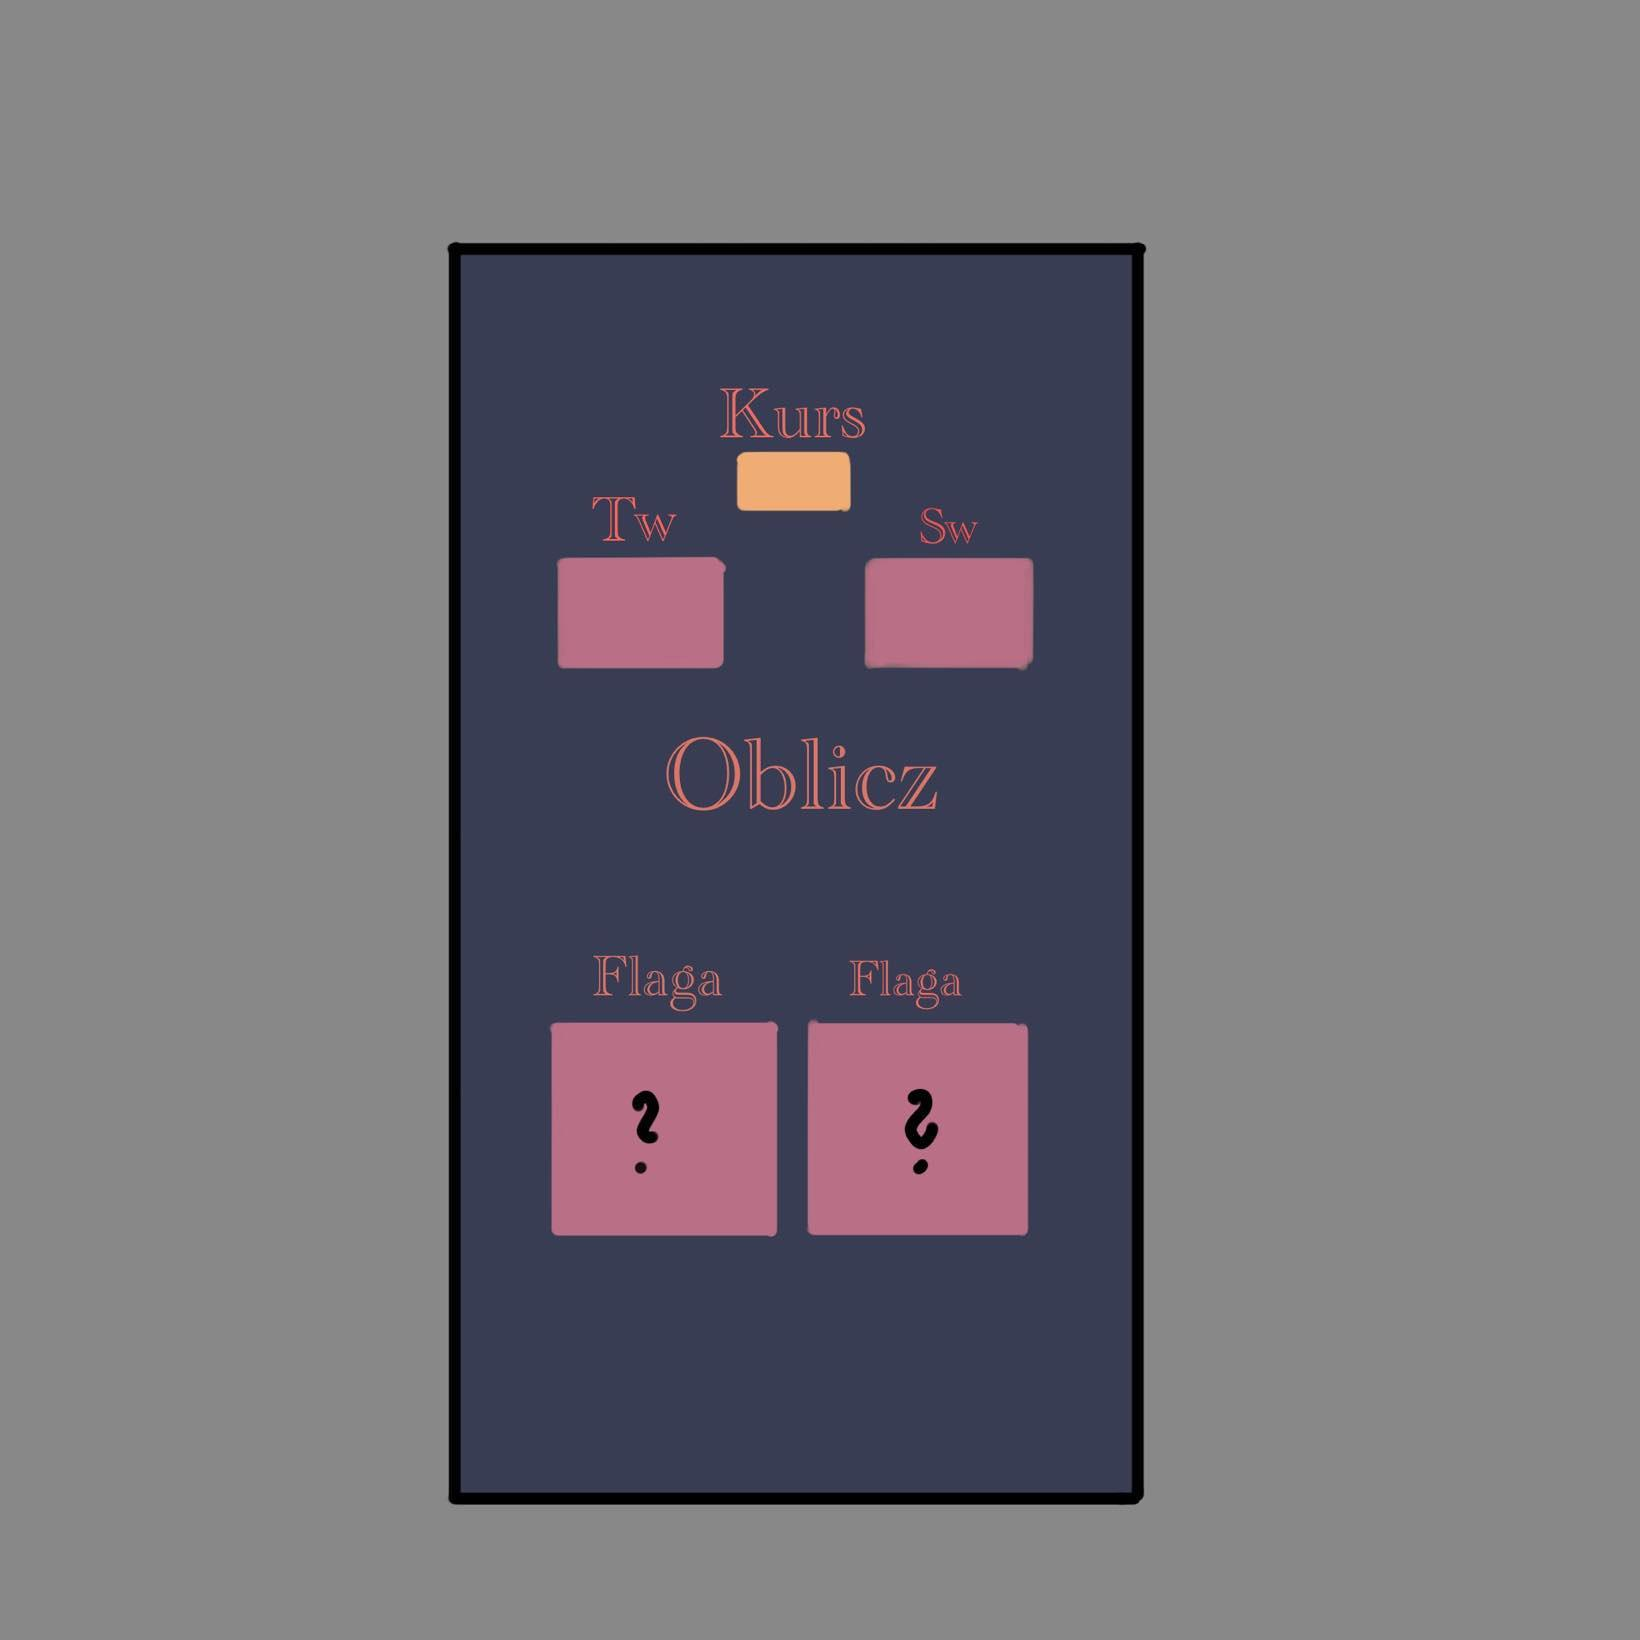 Kurs
Tw
Sw
Oblicz
Flaga
Flaga
?
?